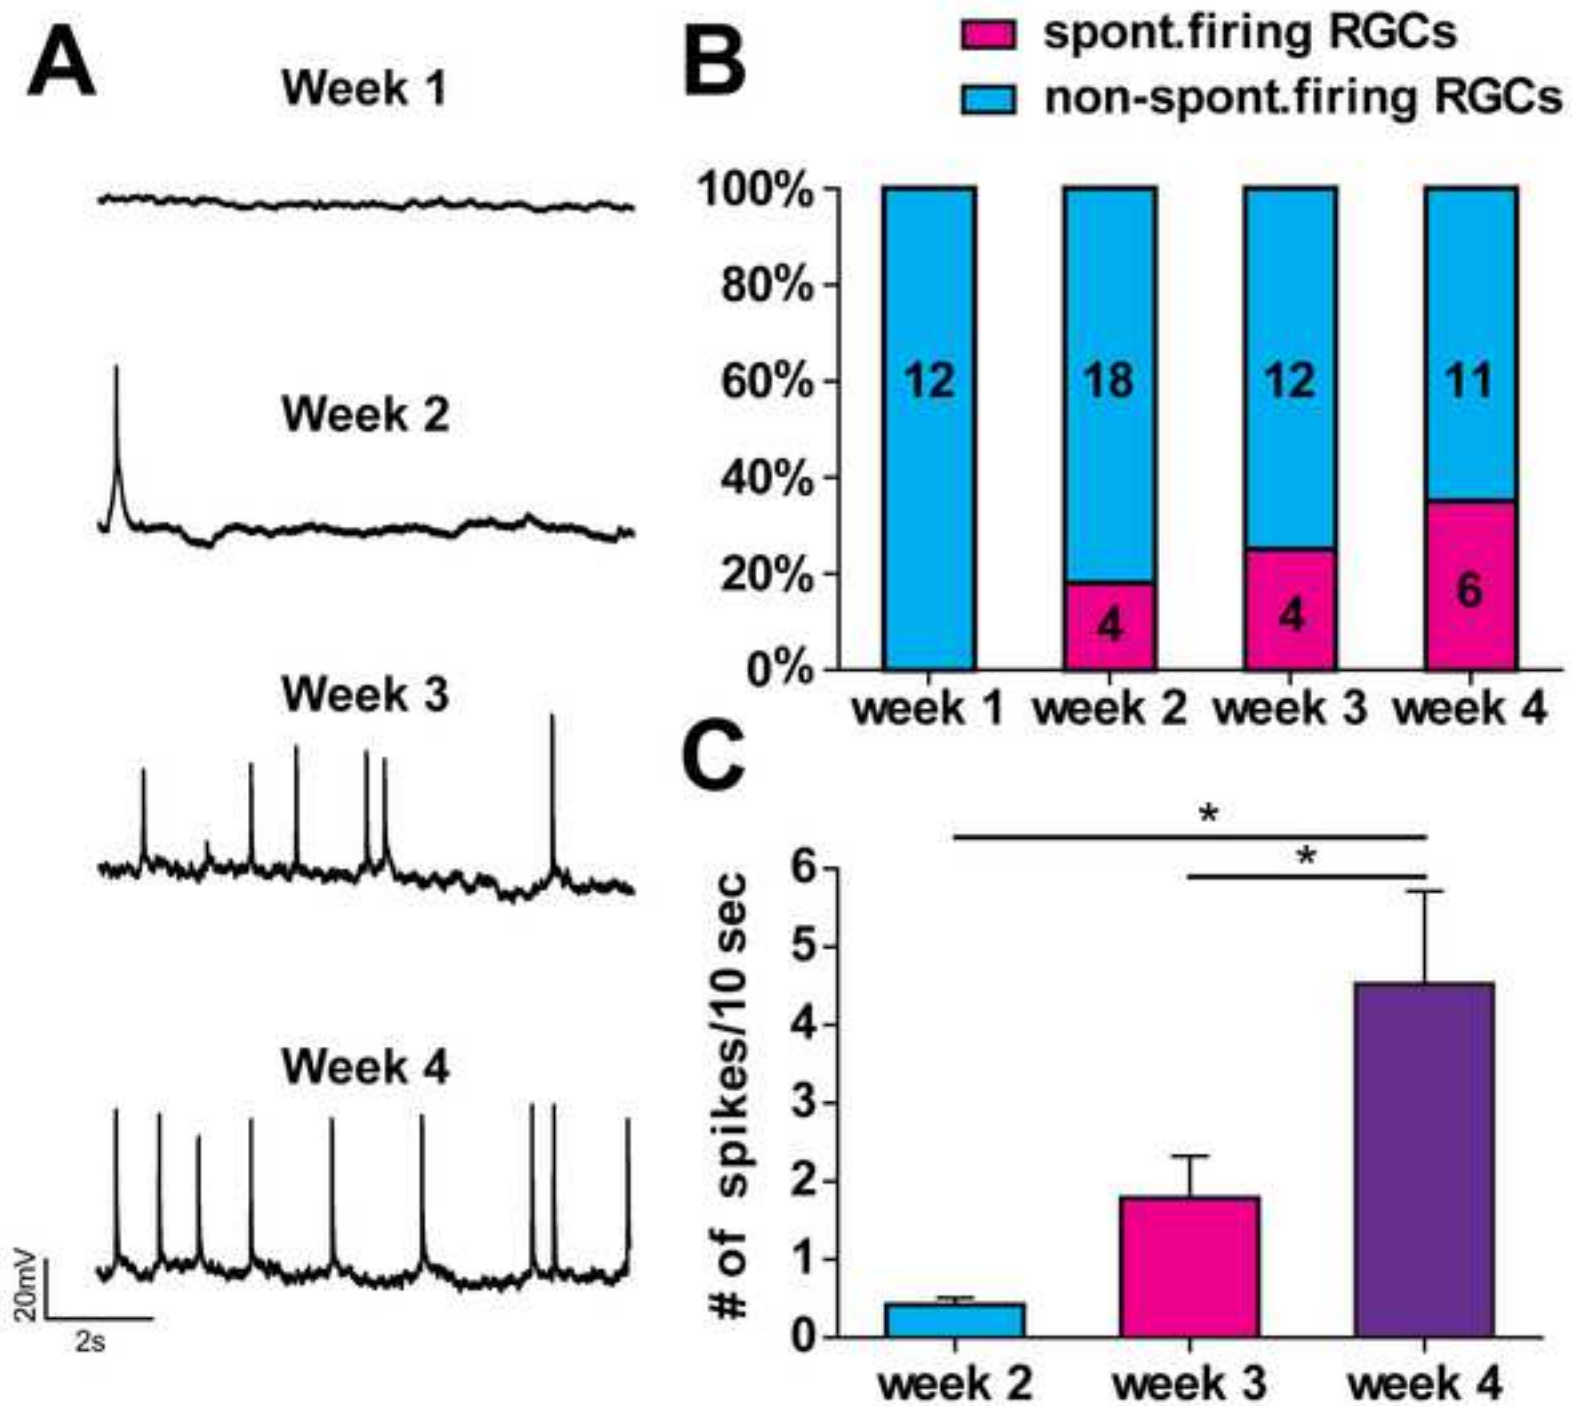 A
Week 1
Week 2
Week 3
Week 4
20mV
2s
B
spont.firing RGCs
non-spont.firing RGCs
100%
80%
60%
40%
20%
0%
12
18
12
11
4
4
6
week 1
week 2
week 3
week 4
C
*
*
# of spikes/10 sec
6
5
4
3
2
1
0
week 2
week 3
week 4